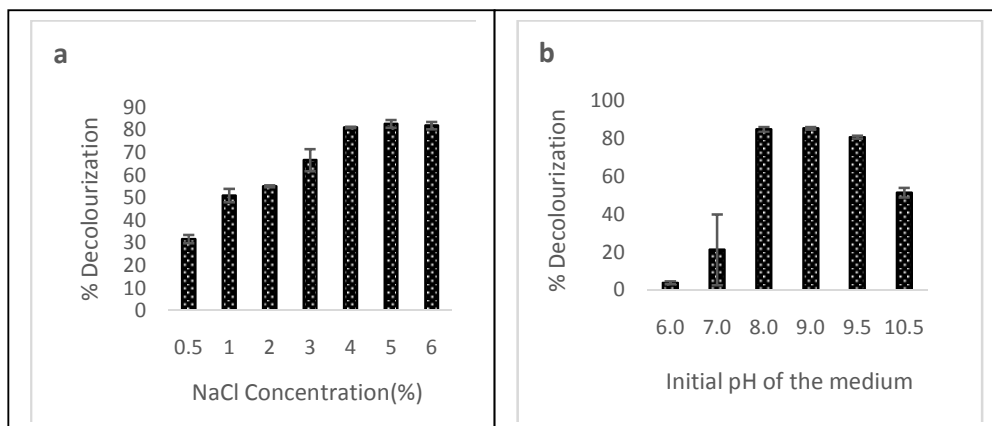 a
% Decolourization
90
80
70
60
50
40
30
20
10
0
0.5 1 2 3 4 5 6
NaCl Concentration(%)
b
% Decolourization
100
80
60
40
20
0
6.0 7.0 8.0 9.0 9.5 10.5
Initial pH of the medium